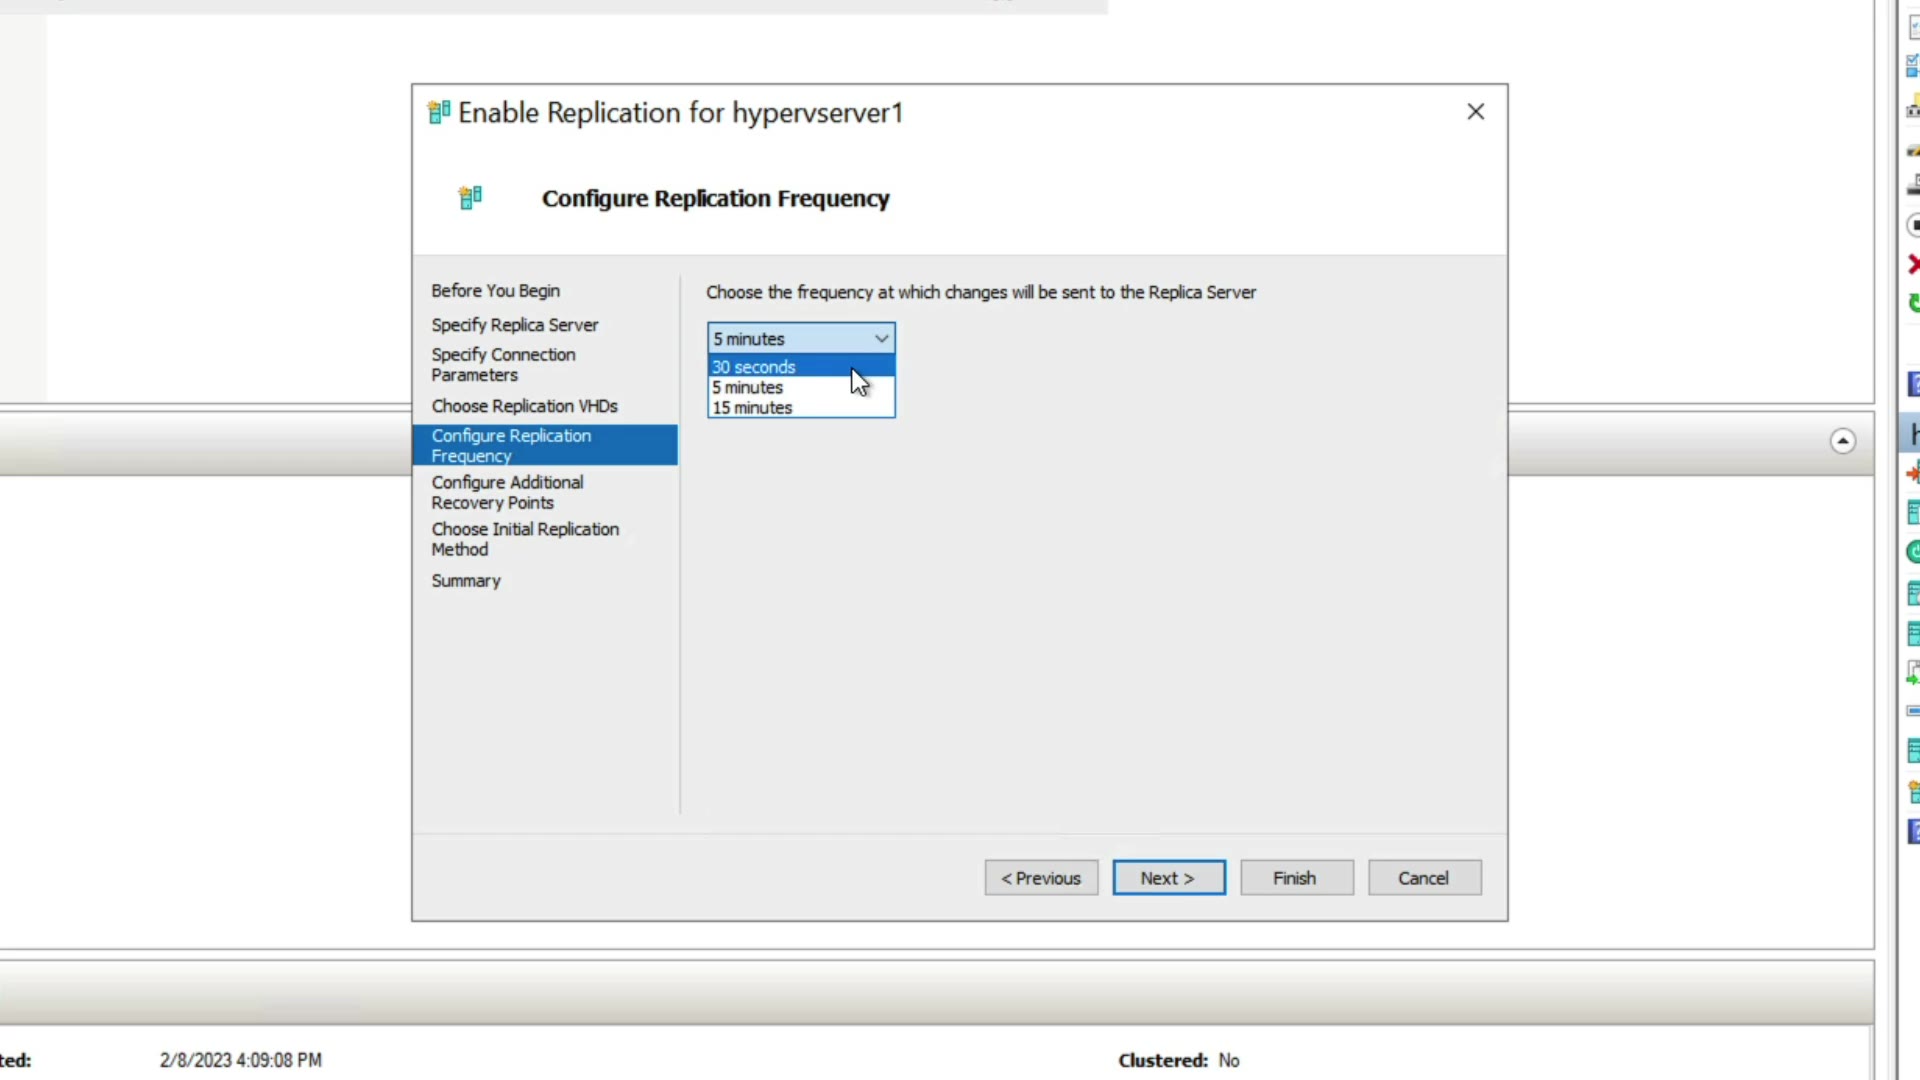 Enable Replication for hypervserver1
Configure Replication Frequency
Before You Begin
Specify Replica Server
Specify Connection
Parameters
Choose Replication VHDs
Configure Replication
Frequency
Configure Additional
Recovery Points
Choose Initial Replication
Method
Summary
Choose the frequency at which changes will be sent to the Replica Server
5 minutes
30 seconds
5 minutes
15 minutes
< Previous
Next >
Finish
Cancel
2/8/2023 4:09:08 PM
Clustered: No